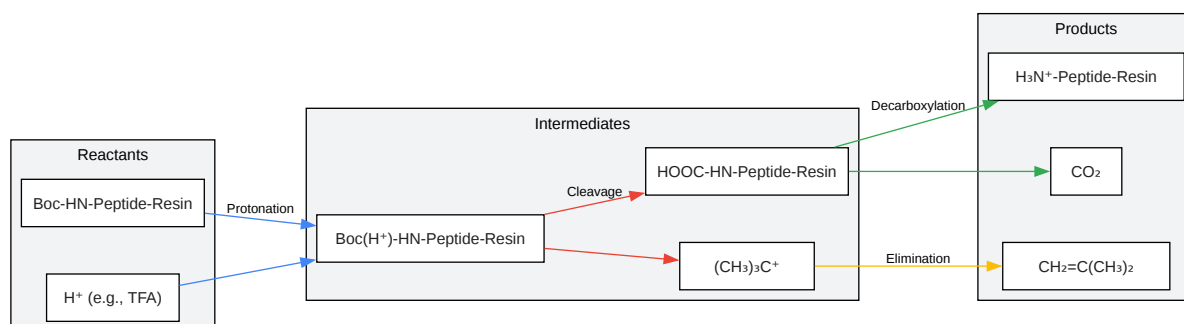 Reactants
Boc-HN-Peptide-Resin
H⁺ (e.g., TFA)
Protonation
Intermediates
Boc(H⁺)-HN-Peptide-Resin
Cleavage
HOOC-HN-Peptide-Resin
(CH₃)₃C⁺
Decarboxylation
Elimination
Products
H₃N⁺-Peptide-Resin
CO₂
CH₂=C(CH₃)₂